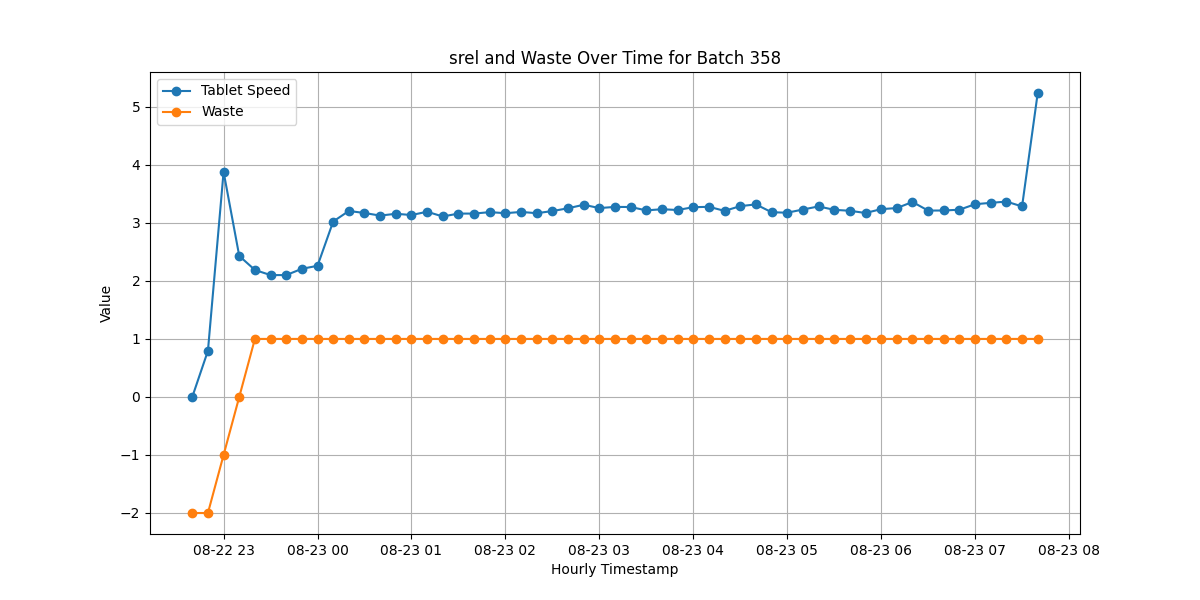 srel and Waste Over Time for Batch 358
Tablet Speed
Waste
Value
5
4
3
2
1
0
−1
−2
08-22 23 08-23 00 08-23 01 08-23 02 08-23 03 08-23 04 08-23 05 08-23 06 08-23 07 08-23 08
Hourly Timestamp